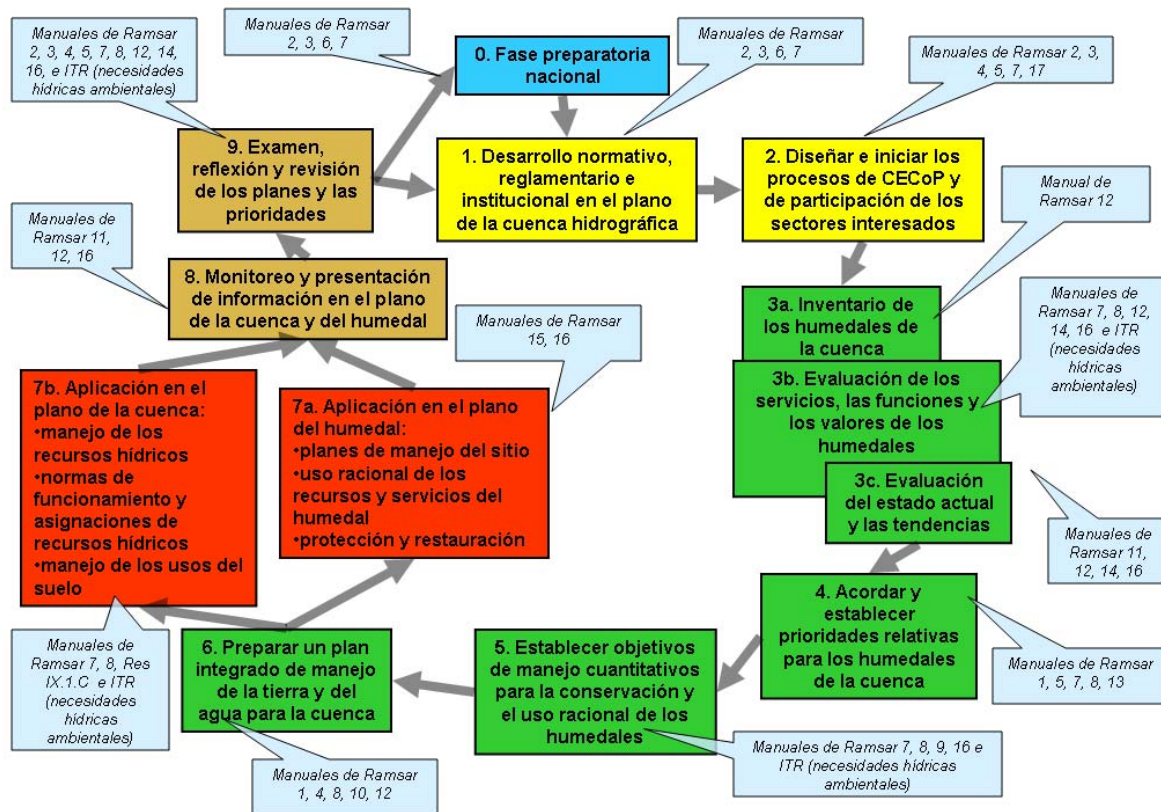 Manuales de Ramsar
2, 3, 4, 5, 7, 8, 12, 14,
16, e ITR (necesidades
hídricas ambientales)
Manuales de Ramsar
2, 3, 6, 7
0. Fase preparatoria
nacional
Manuales de Ramsar
2, 3, 6, 7
Manuales de Ramsar 2, 3,
4, 5, 7, 17
9. Examen,
reflexión y revisión
de los planes y las
prioridades
1. Desarrollo normativo,
reglamentario e
institucional en el plano
de la cuenca hidrográfica
2. Diseñar e iniciar los
procesos de CECoP y
de participación de los
sectores interesados
Manual de
Ramsar 12
Manuales de
Ramsar 11,
12, 16
8. Monitoreo y presentación
de información en el plano
de la cuenca y del humedal
3a. Inventario de
los humedales de
la cuenca
Manuales de
Ramsar 7, 8, 12,
14, 16 e ITR
(necesidades
hídricas
ambientales)
Manuales de Ramsar
15, 16
3b. Evaluación de los
servicios, las funciones y
los valores de los
humedales
7b. Aplicación en el
plano de la cuenca:
•manejo de los
recursos hídricos
•normas de
funcionamiento y
asignaciones de
recursos hídricos
•manejo de los usos del
suelo
7a. Aplicación en el plano
del humedal:
•planes de manejo del sitio
•uso racional de los
recursos y servicios del
humedal
•protección y restauración
3c. Evaluación
del estado actual
y las tendencias
Manuales de
Ramsar 11,
12, 14, 16
4. Acordar y
establecer
prioridades relativas
para los humedales
de la cuenca
Manuales de
Ramsar 7, 8, Res
IX.1.C e ITR
(necesidades
hídricas
ambientales)
6. Preparar un plan
integrado de manejo
de la tierra y del
agua para la cuenca
5. Establecer objetivos
de manejo cuantitativos
para la conservación y
el uso racional de los
humedales
Manuales de Ramsar
1, 5, 7, 8, 13
Manuales de Ramsar 7, 8, 9, 16 e
ITR (necesidades hídricas
ambientales)
Manuales de Ramsar
1, 4, 8, 10, 12